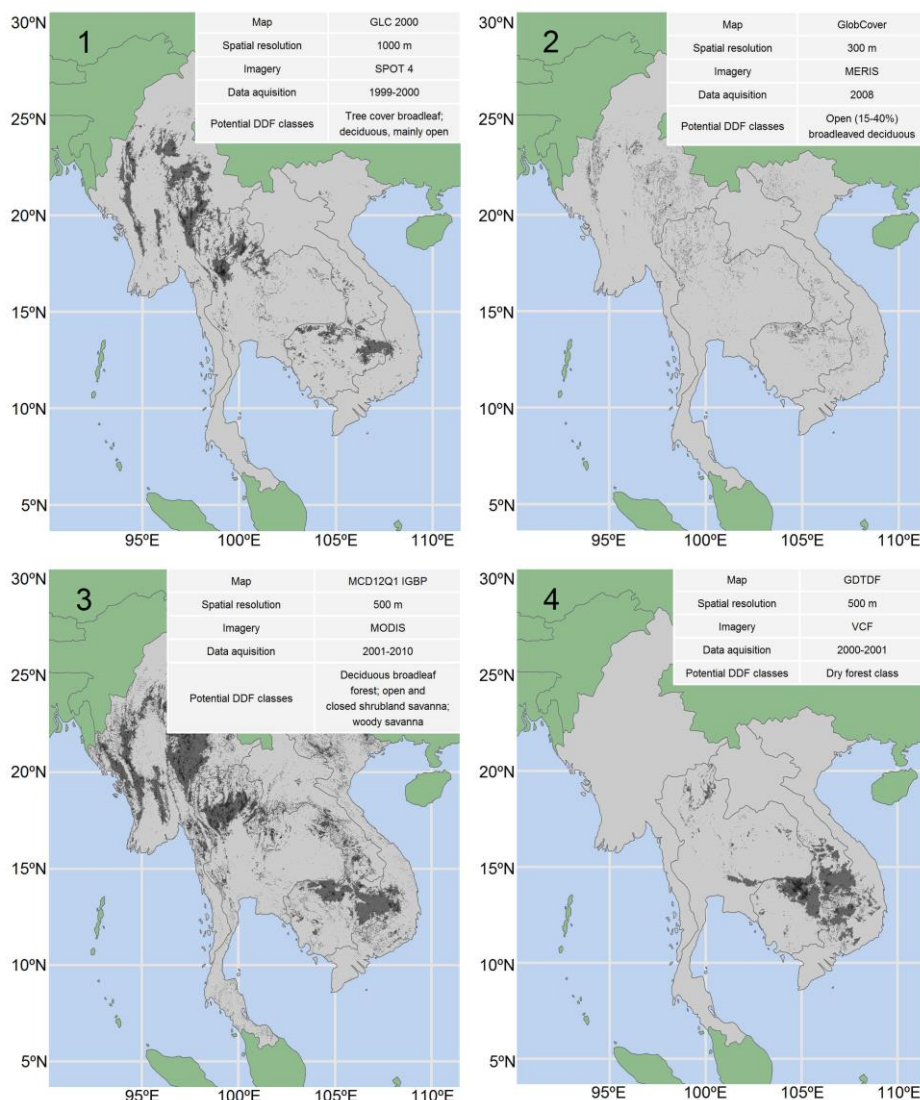 30ºN
1
Map GLC 2000
Spatial resolution 1000 m
Imagery SPOT 4
Data aquisition 1999-2000
Potential DDF classes Tree cover broadleaf;
deciduous, mainly open
25ºN
20ºN
15ºN
10ºN
5ºN
95ºE 100ºE 105ºE 110ºE
30ºN
2
Map GlobCover
Spatial resolution 300 m
Imagery MERIS
Data aquisition 2008
Potential DDF classes Open (15-40%)
broadleaved deciduous
25ºN
20ºN
15ºN
10ºN
5ºN
95ºE 100ºE 105ºE 110ºE
30ºN
3
Map MCD12Q1 IGBP
Spatial resolution 500 m
Imagery MODIS
Data aquisition 2001-2010
Potential DDF classes Deciduous broadleaf
forest; open and
closed shrubland savanna;
woody savanna
25ºN
20ºN
15ºN
10ºN
5ºN
95ºE 100ºE 105ºE 110ºE
30ºN
4
Map GDTDF
Spatial resolution 500 m
Imagery VCF
Data aquisition 2000-2001
Potential DDF classes Dry forest class
25ºN
20ºN
15ºN
10ºN
5ºN
95ºE 100ºE 105ºE 110ºE